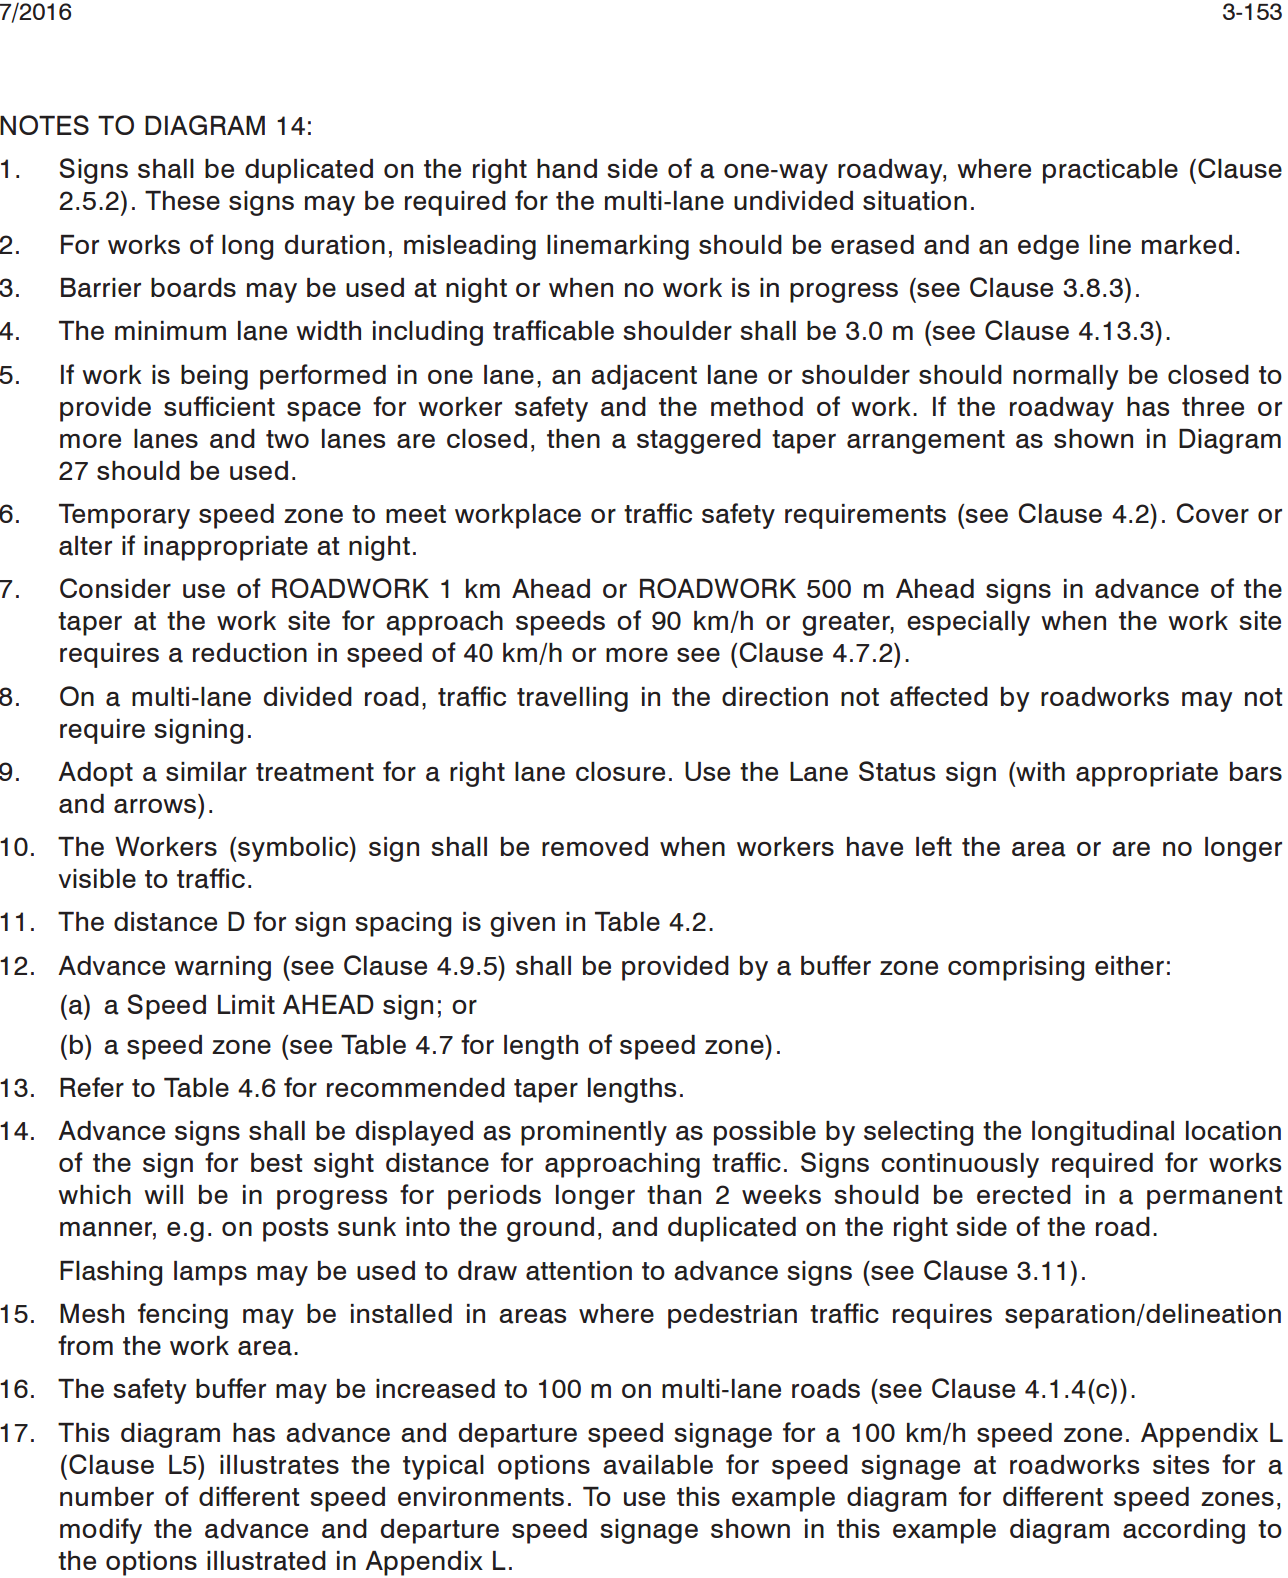 7/2016 3-153
NOTES TO DIAGRAM 14:
1. Signs shall be duplicated on the right hand side of a one-way roadway, where practicable (Clause
2.5.2). These signs may be required for the multi-lane undivided situation.
2. For works of long duration, misleading linemarking should be erased and an edge line marked.
3. Barrier boards may be used at night or when no work is in progress (see Clause 3.8.3).
4. The minimum lane width including trafficable shoulder shall be 3.0 m (see Clause 4.13.3).
5. If work is being performed in one lane, an adjacent lane or shoulder should normally be closed to
provide sufficient space for worker safety and the method of work. If the roadway has three or
more lanes and two lanes are closed, then a staggered taper arrangement as shown in Diagram
27 should be used.
6. Temporary speed zone to meet workplace or traffic safety requirements (see Clause 4.2). Cover or
alter if inappropriate at night.
7. Consider use of ROADWORK 1 km Ahead or ROADWORK 500 m Ahead signs in advance of the
taper at the work site for approach speeds of 90 km/h or greater, especially when the work site
requires a reduction in speed of 40 km/h or more see (Clause 4.7.2).
8. On a multi-lane divided road, traffic travelling in the direction not affected by roadworks may not
require signing.
9. Adopt a similar treatment for a right lane closure. Use the Lane Status sign (with appropriate bars
and arrows).
10. The Workers (symbolic) sign shall be removed when workers have left the area or are no longer
visible to traffic.
11. The distance D for sign spacing is given in Table 4.2.
12. Advance warning (see Clause 4.9.5) shall be provided by a buffer zone comprising either:
(a) a Speed Limit AHEAD sign; or
(b) a speed zone (see Table 4.7 for length of speed zone).
13. Refer to Table 4.6 for recommended taper lengths.
14. Advance signs shall be displayed as prominently as possible by selecting the longitudinal location
of the sign for best sight distance for approaching traffic. Signs continuously required for works
which will be in progress for periods longer than 2 weeks should be erected in a permanent
manner, e.g. on posts sunk into the ground, and duplicated on the right side of the road.
Flashing lamps may be used to draw attention to advance signs (see Clause 3.11).
15. Mesh fencing may be installed in areas where pedestrian traffic requires separation/delineation
from the work area.
16. The safety buffer may be increased to 100 m on multi-lane roads (see Clause 4.1.4(c)).
17. This diagram has advance and departure speed signage for a 100 km/h speed zone. Appendix L
(Clause L5) illustrates the typical options available for speed signage at roadworks sites for a
number of different speed environments. To use this example diagram for different speed zones,
modify the advance and departure speed signage shown in this example diagram according to
the options illustrated in Appendix L.